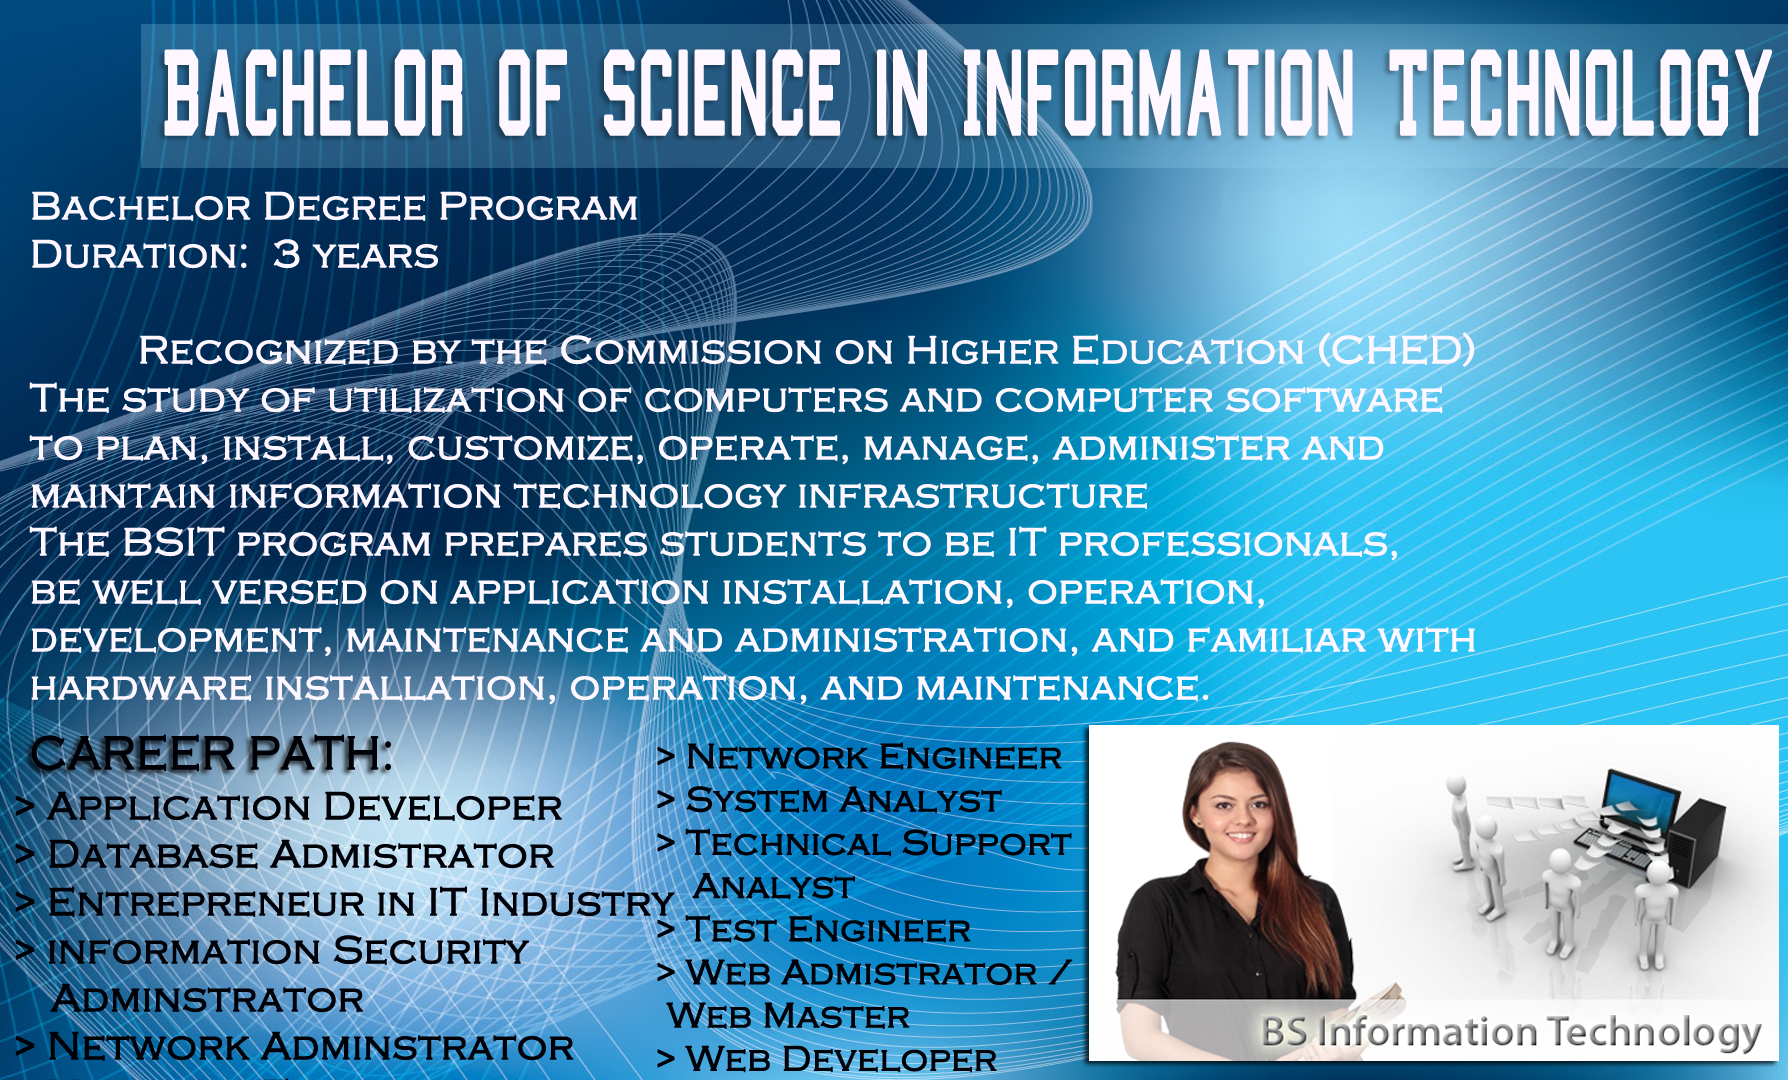 BACHELOR OF SCIENCE IN INFORMATION TECHNOLOGY
Bachelor Degree Program
Duration: 3 years
Recognized by the Commission on Higher Education (CHED)
The study of utilization of computers and computer software
to plan, install, customize, operate, manage, administer and
maintain information technology infrastructure
The BSIT program prepares students to be IT professionals,
be well versed on application installation, operation,
development, maintenance and administration, and familiar with
hardware installation, operation, and maintenance.
CAREER PATH:
> Application Developer
> Database Admistrator
> Entrepreneur in IT Industry
> information Security
Adminstrator
> Network Adminstrator
> Network Engineer
> System Analyst
> Technical Support
Analyst
> Test Engineer
> Web Admistrator /
Web Master
> Web Developer
BS Information Technology